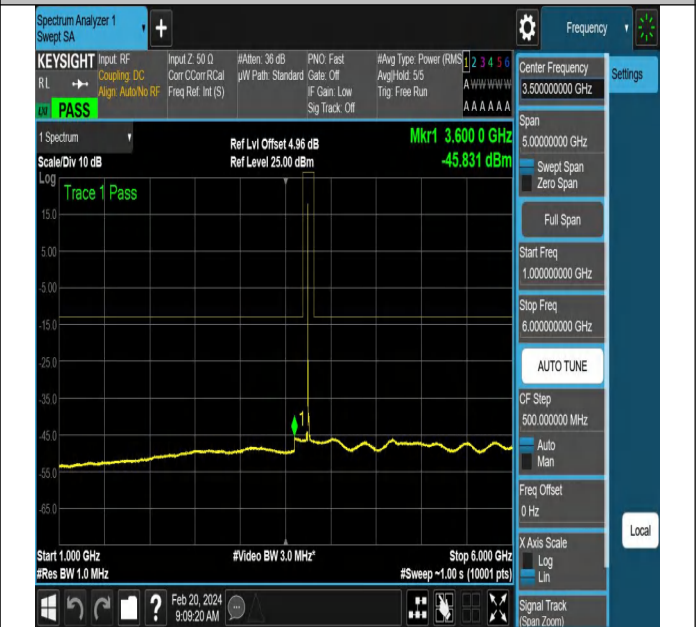 Spectrum Analyzer 1
Swept SA
+
Frequency
KEYSIGHT
RL
PASS
Input: RF
Coupling: DC
Align: Auto/No RF
Input Z: 50 Ω
Corr CCorr RCal
Freq Ref: Int (S)
#Atten: 36 dB
µW Path: Standard
PNO: Fast
Gate: Off
IF Gain: Low
Sig Track: Off
#Avg Type: Power (RMS
Avg|Hold: 5/5
Trig: Free Run
1 2 3 4 5 6
A W W W W W
A A A A A A
Center Frequency
3.500000000 GHz
Settings
Span
5.00000000 GHz
Swept Span
Zero Span
Full Span
Start Freq
1.000000000 GHz
Stop Freq
6.000000000 GHz
AUTO TUNE
CF Step
500.000000 MHz
Auto
Man
Freq Offset
0 Hz
X Axis Scale
Log
Lin
Signal Track
(Span Zoom)
Local
1 Spectrum
Scale/Div 10 dB
Ref Lvl Offset 4.96 dB
Ref Level 25.00 dBm
Mkr1 3.600 0 GHz
-45.831 dBm
Log
Trace 1 Pass
15.0
5.00
-5.00
-15.0
-25.0
-35.0
-45.0
-55.0
-65.0
1
Start 1.000 GHz
#Res BW 1.0 MHz
#Video BW 3.0 MHz*
Stop 6.000 GHz
#Sweep ~1.00 s (10001 pts)
?
Feb 20, 2024
9:09:20 AM